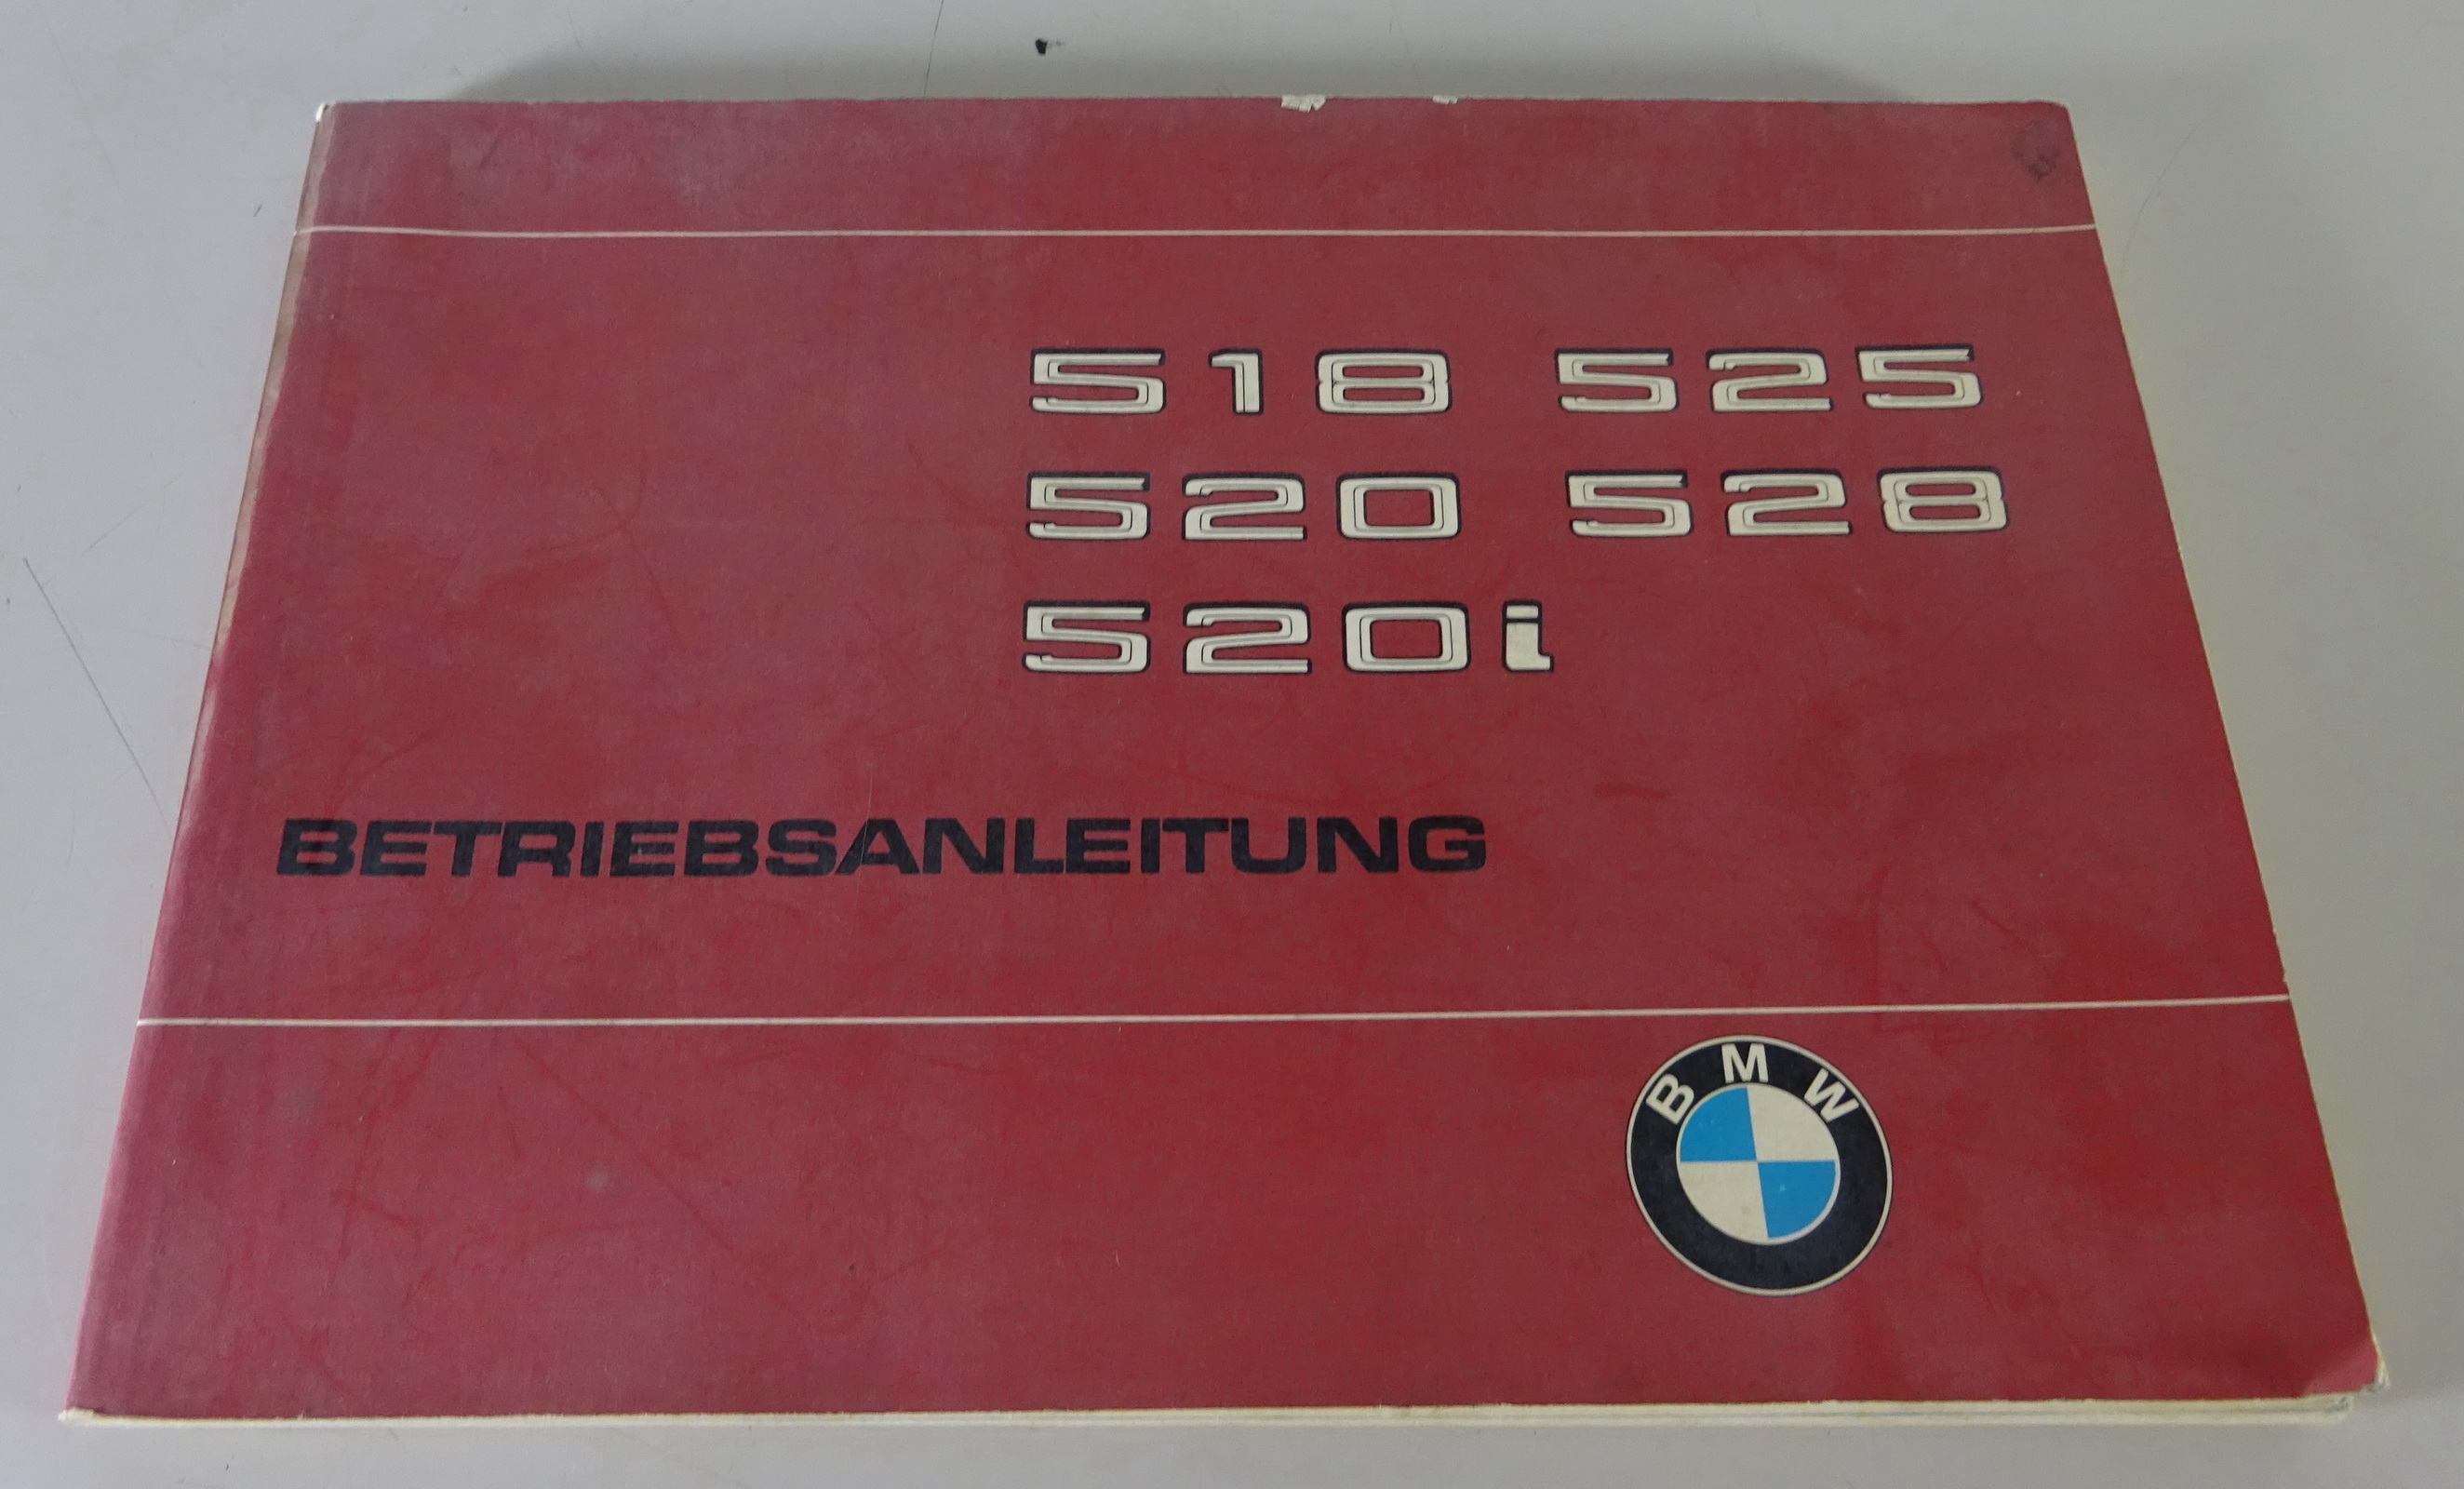 518 525
520 528
520i
BETRIEBSANLEITUNG
BMW